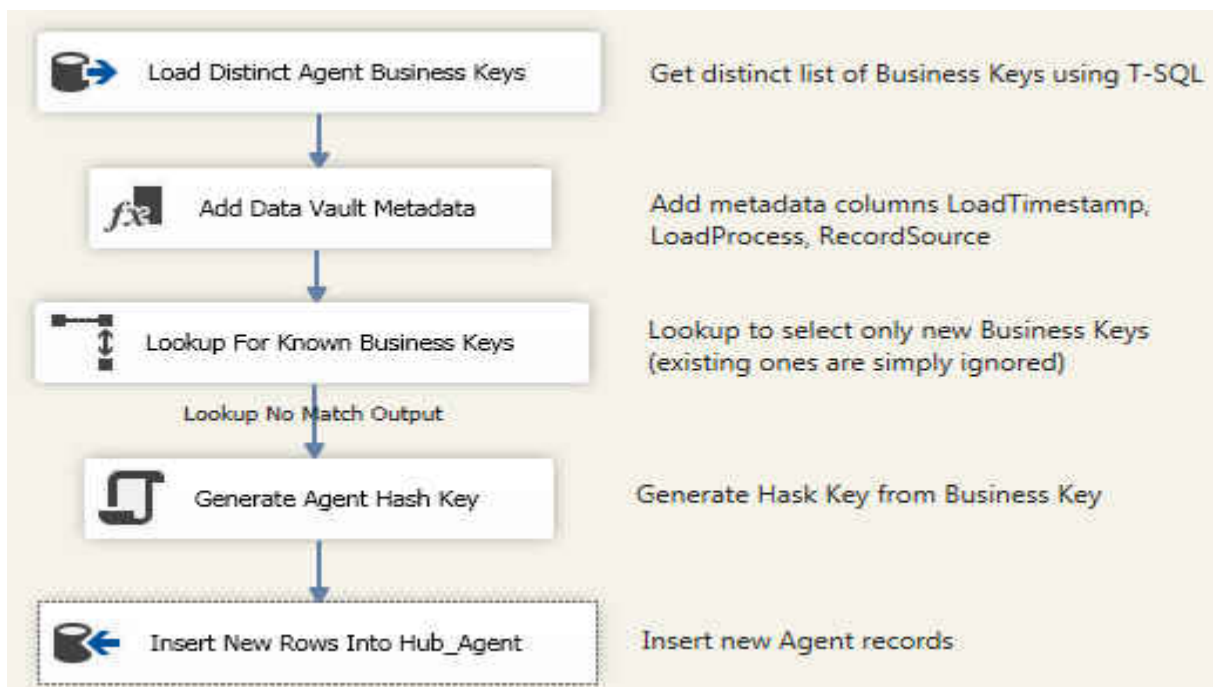 Load Distinct Agent Business Keys
Get distinct list of Business Keys using T-SQL
Add Data Vault Metadata
Add metadata columns LoadTimestamp,
LoadProcess, RecordSource
Lookup For Known Business Keys
Lookup to select only new Business Keys
(existing ones are simply ignored)
Lookup No Match Output
Generate Agent Hash Key
Generate Hask Key from Business Key
Insert New Rows Into Hub_Agent
Insert new Agent records